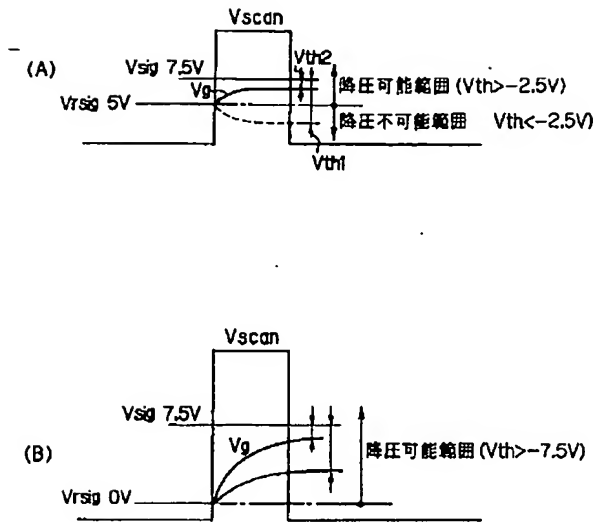 Vscan
(A)
Vsig 7.5V
Vth2
Vg
降圧可能範囲 (Vth>-2.5V)
Vrsig 5V
降圧不可能範囲 Vth<-2.5V)
Vth1
Vscan
(B)
Vsig 7.5V
Vg
降圧可能範囲 (Vth>-7.5V)
Vrsig 0V